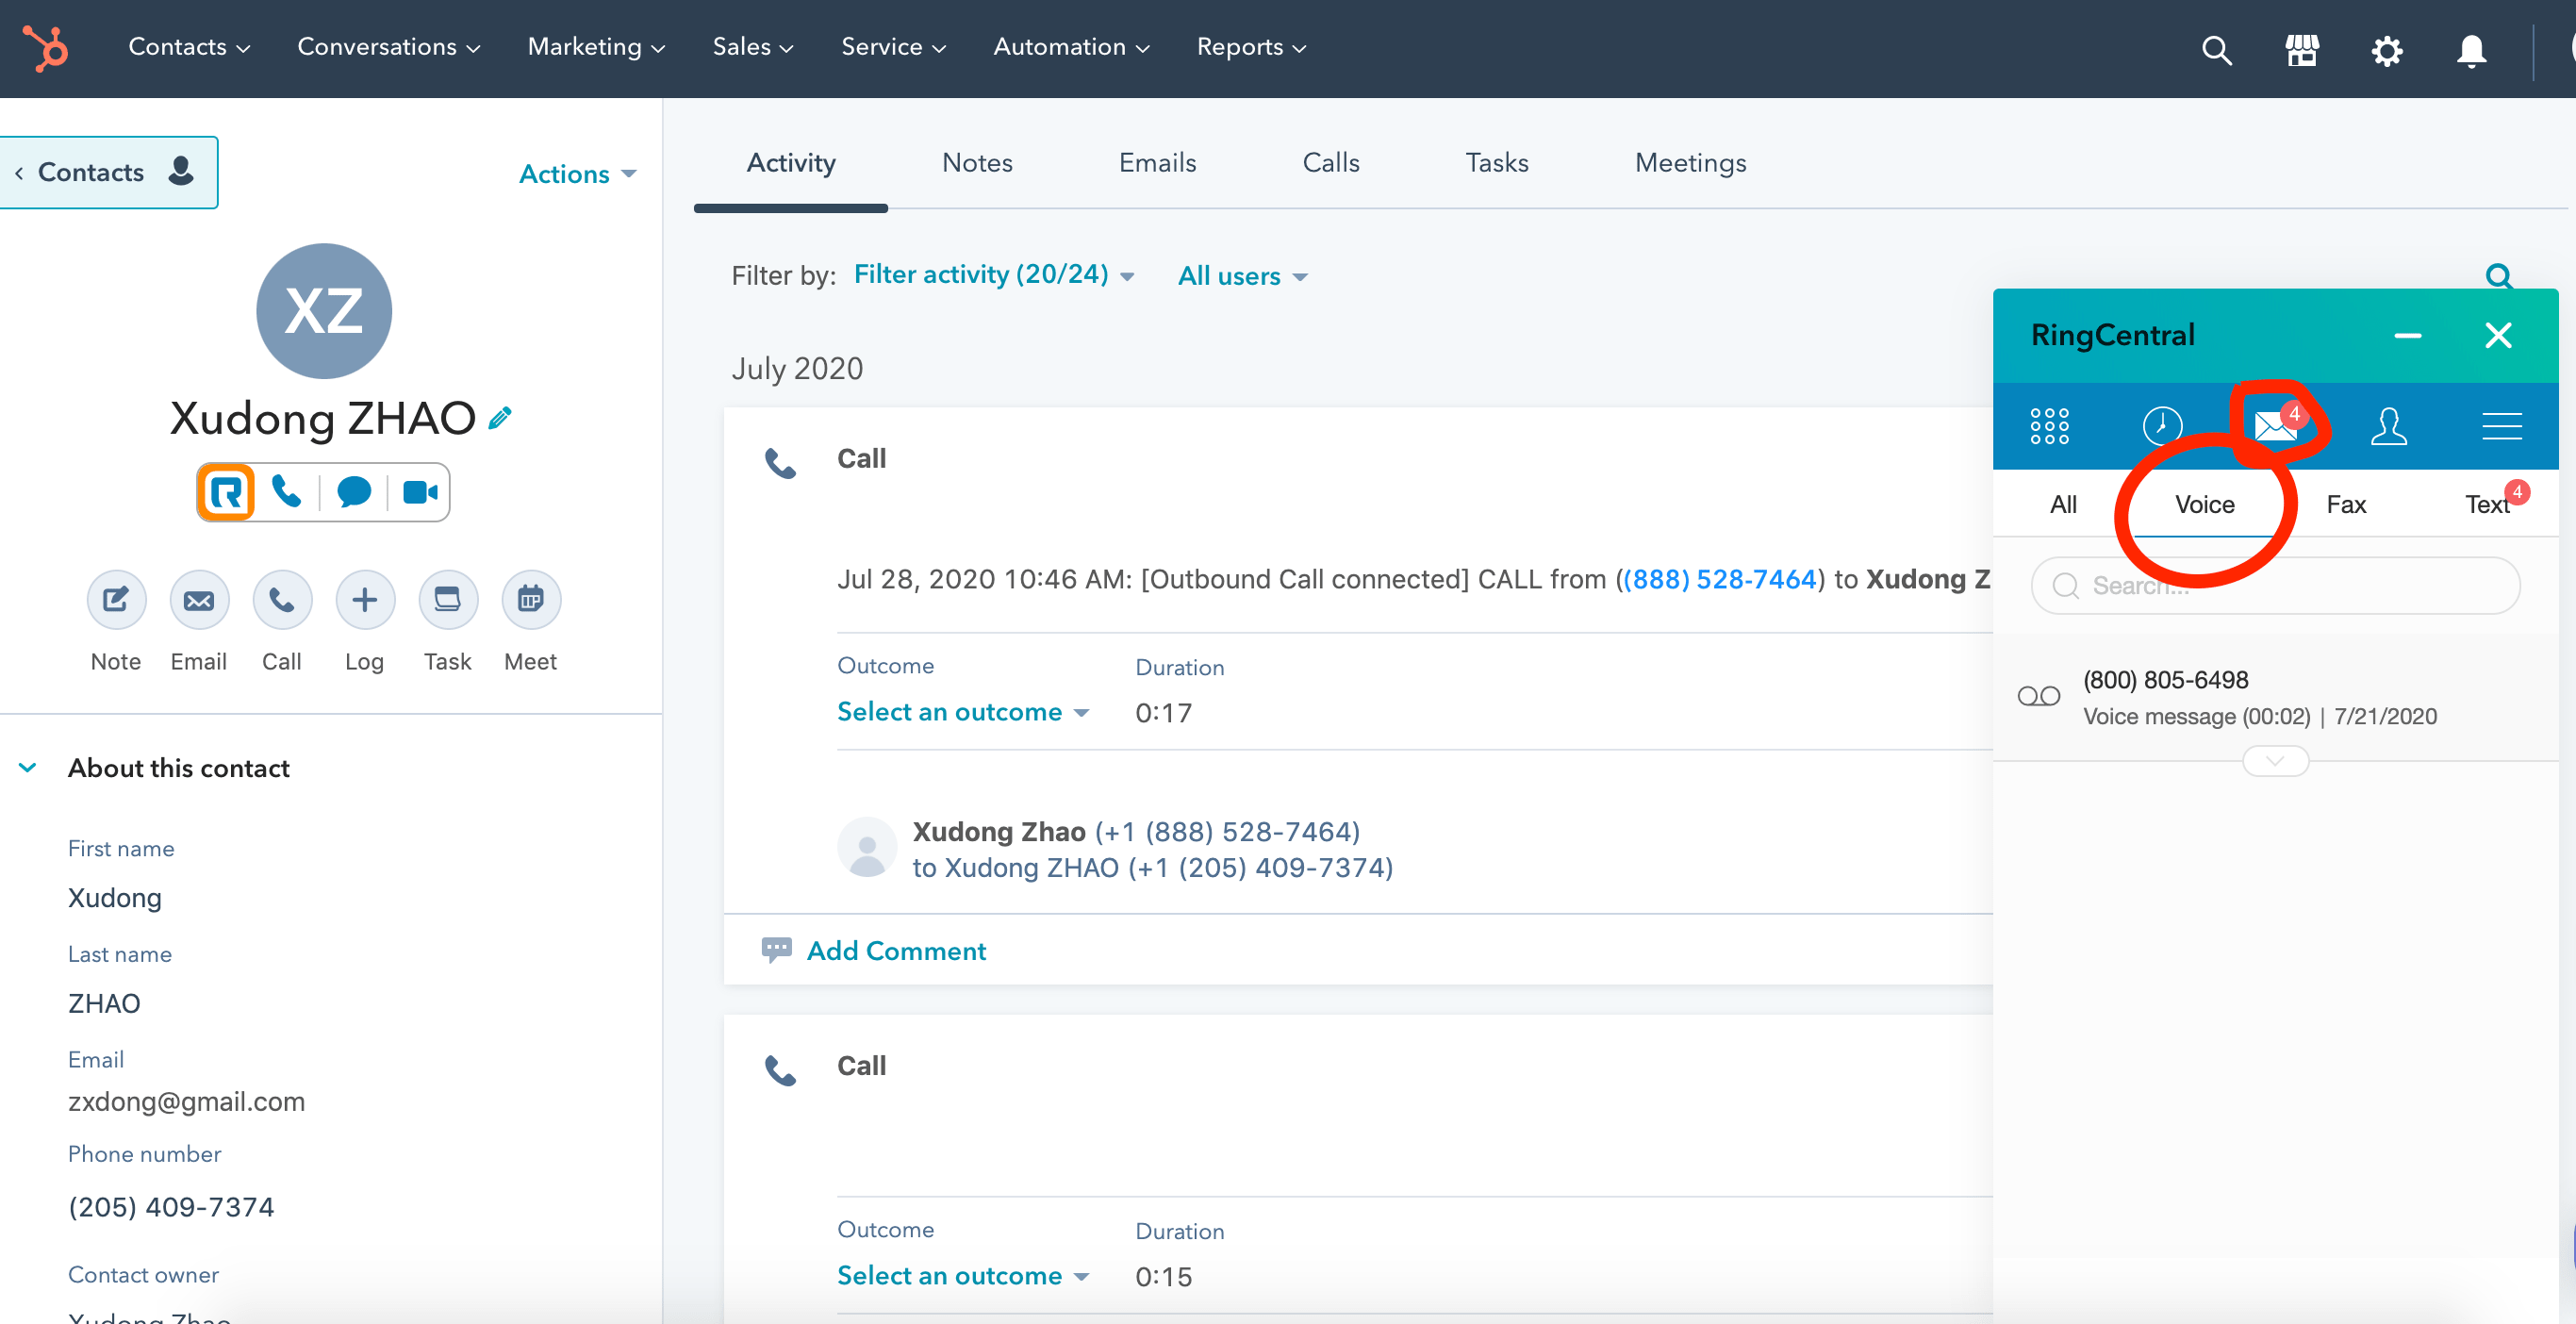 Contacts Conversations Marketing Sales Service Automation Reports
Contacts
Actions
XZ
Xudong ZHAO
Note Email Call Log Task Meet
About this contact
First name
Xudong
Last name
ZHAO
Email
zxdong@gmail.com
Phone number
(205) 409-7374
Contact owner
Xudong Zhao
Activity Notes Emails Calls Tasks Meetings
Filter by: Filter activity (20/24) All users
July 2020
Call
Jul 28, 2020 10:46 AM: [Outbound Call connected] CALL from ((888) 528-7464) to Xudong Z
Outcome Duration
Select an outcome 0:17
Xudong Zhao (+1 (888) 528-7464)
to Xudong ZHAO (+1 (205) 409-7374)
Add Comment
Call
Outcome Duration
Select an outcome 0:15
RingCentral
4
All Voice Fax Text 4
Search...
(800) 805-6498
Voice message (00:02) | 7/21/2020